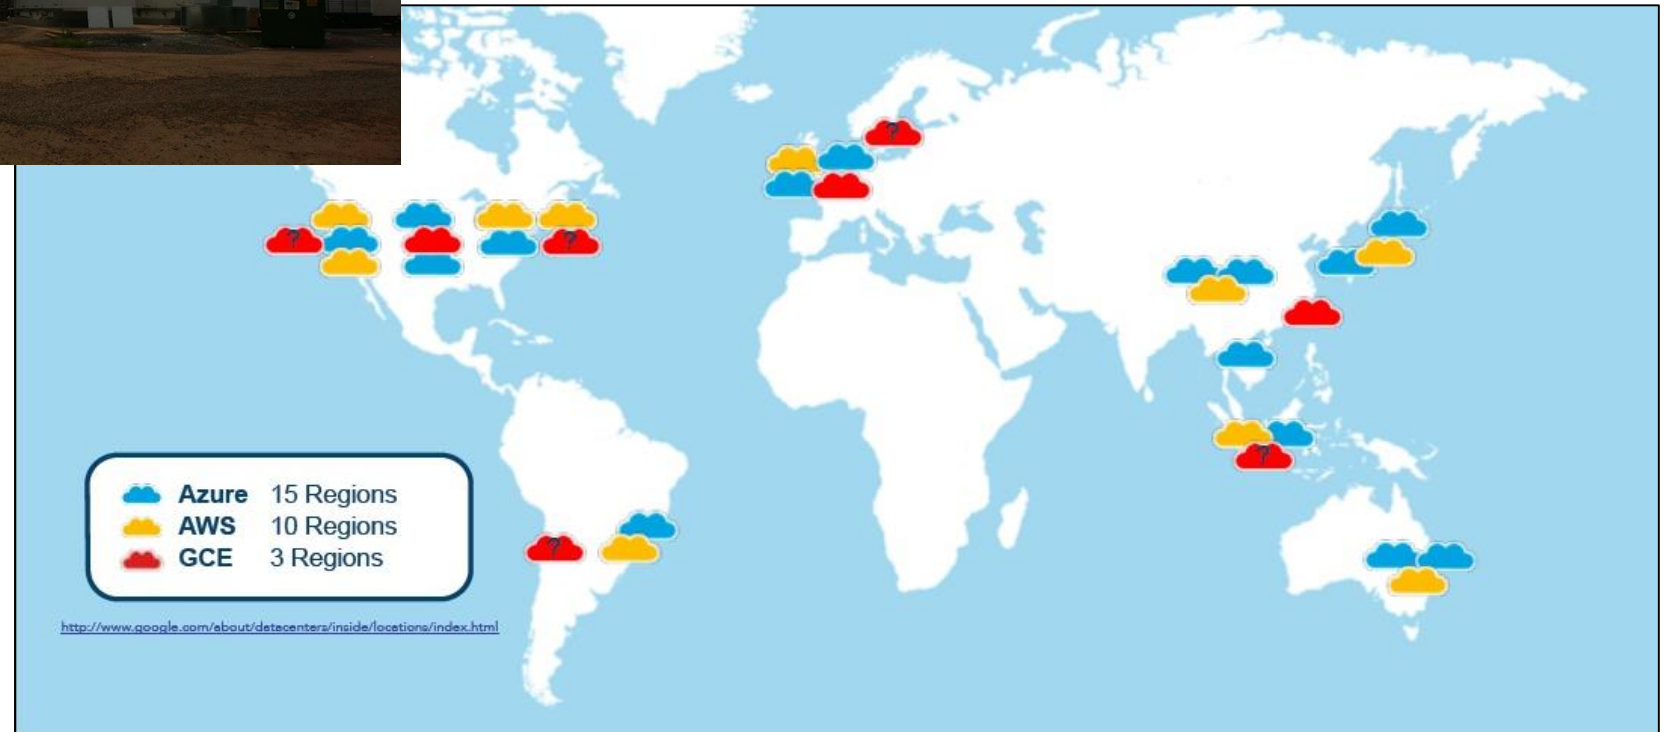 ?
?
?
?
?
Azure 15 Regions
AWS 10 Regions
GCE 3 Regions
http://www.google.com/about/datacenters/inside/locations/index.html